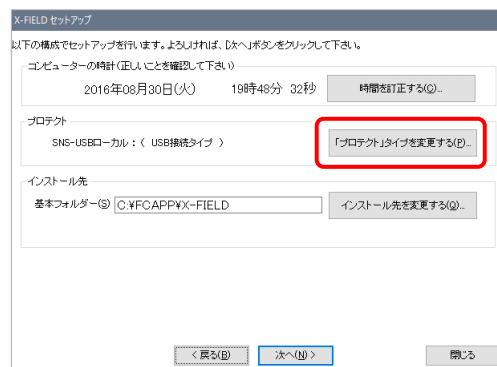 X-FIELD セットアップ
以下の構成でセットアップを行います。よろしければ、[次へ]ボタンをクリックして下さい。
コンピューターの時計(正しいことを確認して下さい)
2016年08月30日(火) 19時48分 32秒 時間を訂正する(C)...
プロテクト
SNS-USBローカル:( USB接続タイプ ) 「プロテクト」タイプを変更する(P)...
インストール先
基本フォルダー(S) C:¥FCAPP¥X-FIELD インストール先を変更する(O)...
< 戻る(B) 次へ(N) > 閉じる